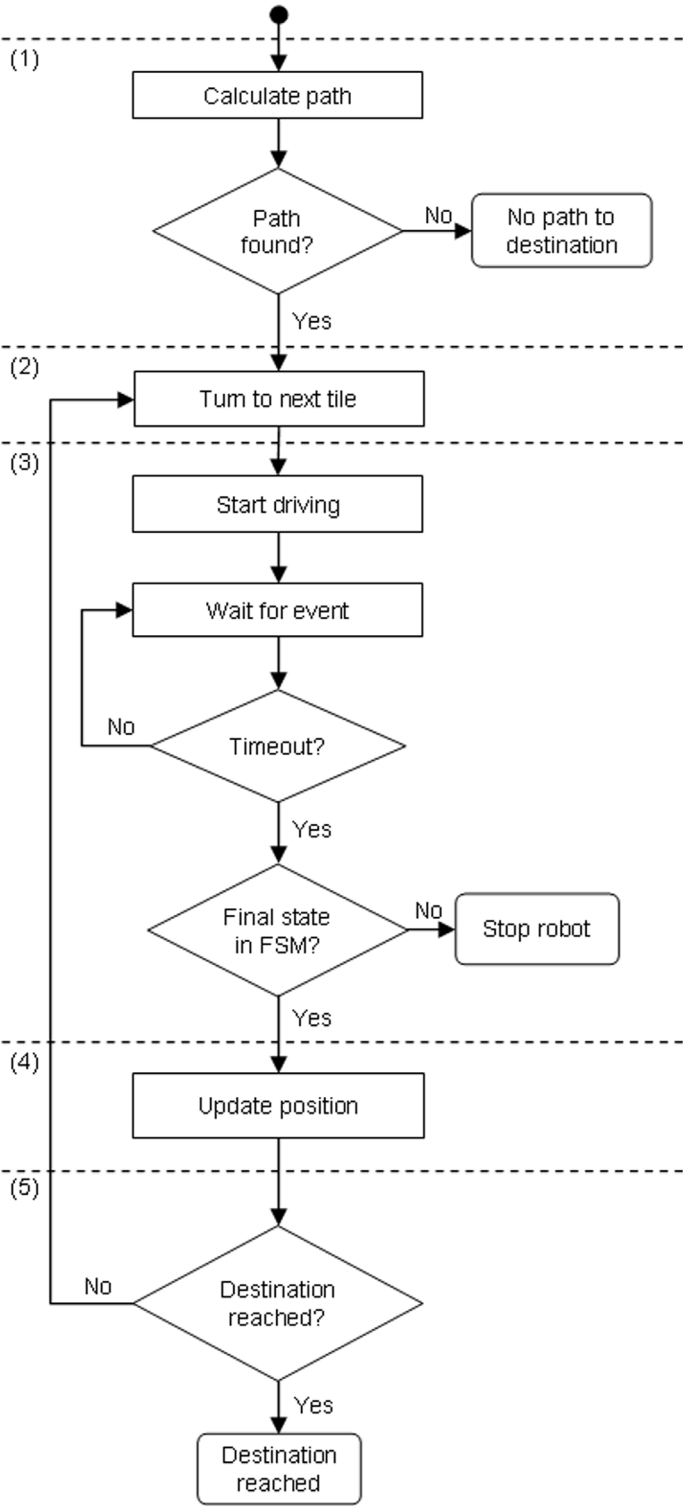 (1)
Calculate path
Path
found?
No
No path to
destination
Yes
(2)
Turn to next tile
(3)
Start driving
Wait for event
No
Timeout?
Yes
Final state
in FSM?
No
Stop robot
Yes
(4)
Update position
(5)
No
Destination
reached?
Yes
Destination
reached